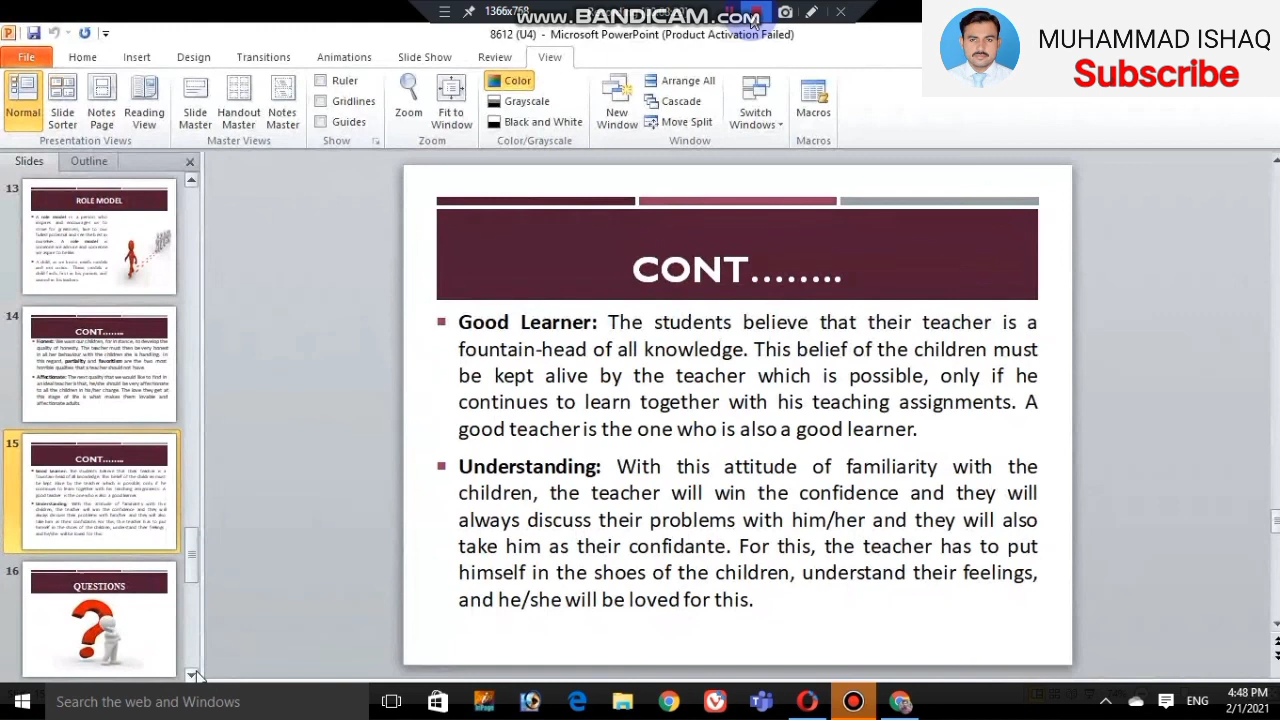 1366x768
www.BANDICAM.com
MUHAMMAD ISHAQ
Subscribe
8612 (U4) - Microsoft PowerPoint (Product Activation Failed)
File Home Insert Design Transitions Animations Slide Show Review View
Normal
Slide Sorter
Notes Page
Reading View
Slide Master
Handout Master
Notes Master
Ruler
Gridlines
Guides
Zoom
Fit to Window
Color
Grayscale
Black and White
New Window
Arrange All
Cascade
Move Split
Switch Windows
Macros
Presentation Views Master Views Show Zoom Color/Grayscale Window Macros
Slides Outline
13
ROLE MODEL
14
CONT........
15
CONT........
16
QUESTIONS
CONT........
Good Learner: The students believe that their teacher is a
fountain head of all knowledge. This belief of the children must
be kept alive by the teacher which is possible, only if he
continues to learn together with his teaching assignments. A
good teacher is the one who is also a good learner.
Understanding: With this attitude of familiarity with the
children, the teacher will win the confidence and they will
always discuss their problems with him/her and they will also
take him as their confidante. For this, the teacher has to put
himself in the shoes of the children, understand their feelings,
and he/she will be loved for this.
Search the web and Windows
ENG
4:48 PM
2/1/2021